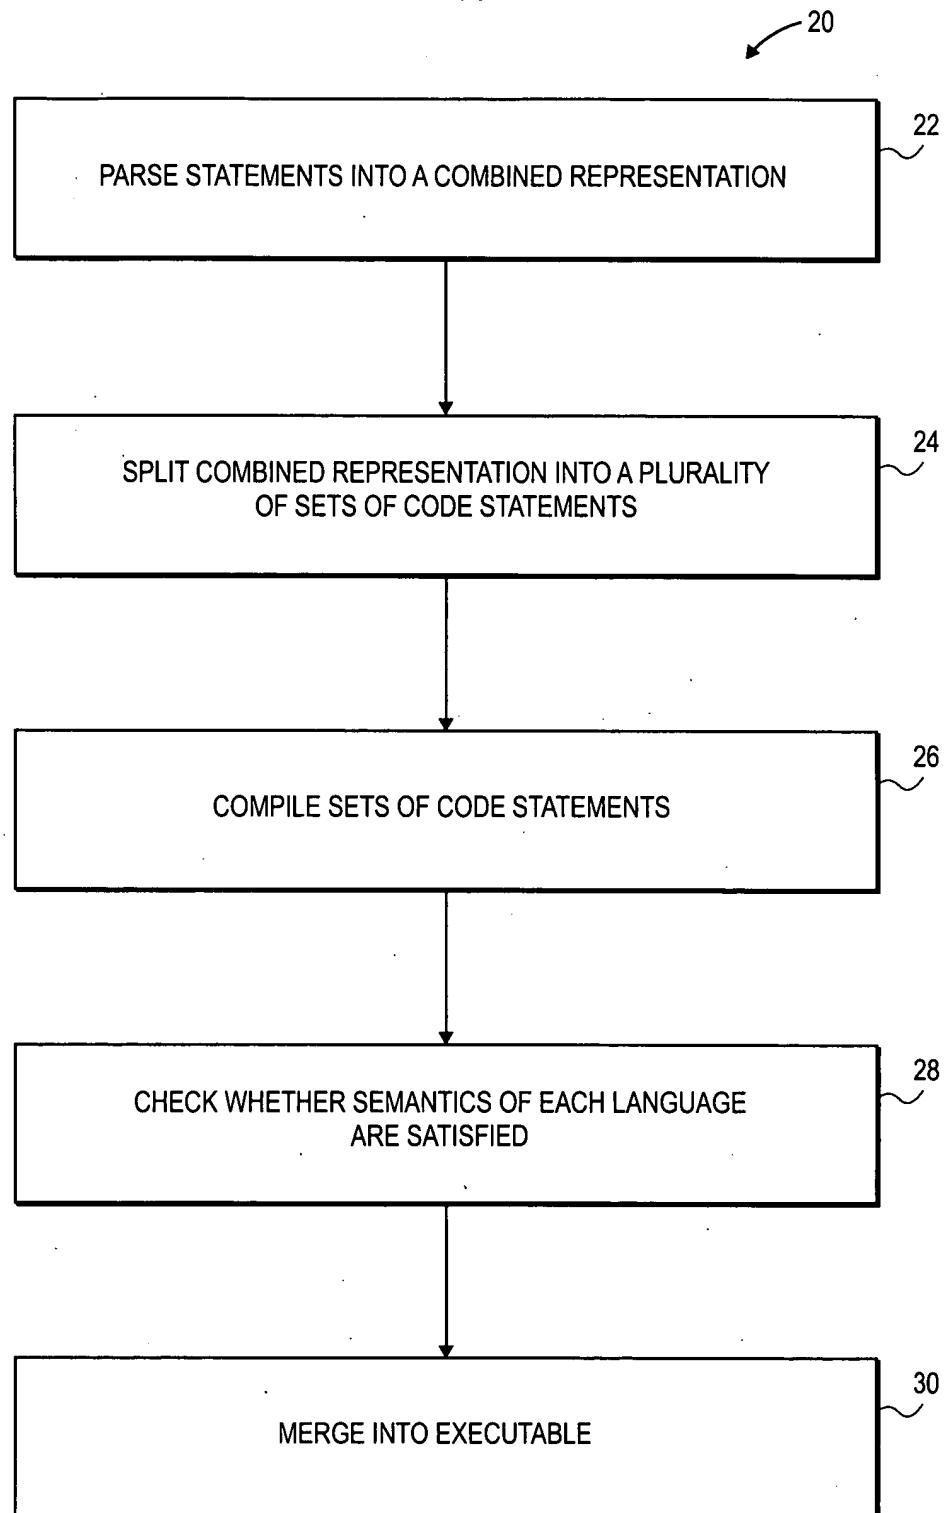 20
22
PARSE STATEMENTS INTO A COMBINED REPRESENTATION
24
SPLIT COMBINED REPRESENTATION INTO A PLURALITY
OF SETS OF CODE STATEMENTS
26
COMPILE SETS OF CODE STATEMENTS
28
CHECK WHETHER SEMANTICS OF EACH LANGUAGE
ARE SATISFIED
30
MERGE INTO EXECUTABLE